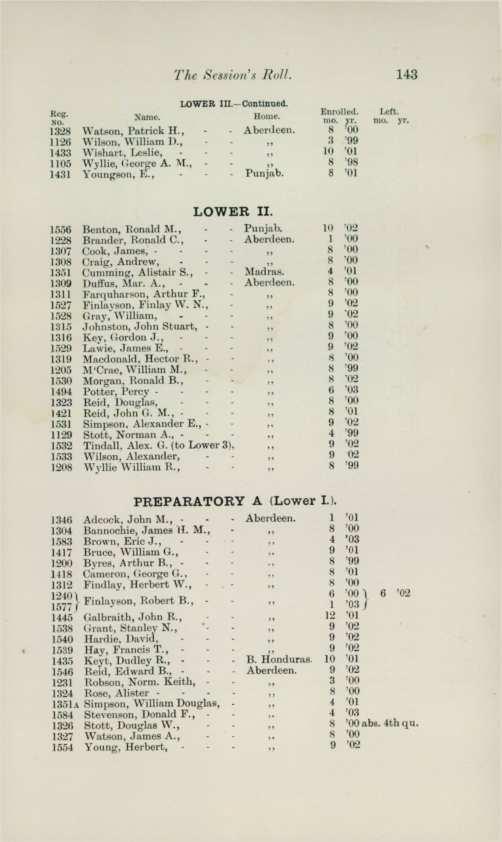 The Session's Roll. 143
LOWER III.—Continued.
Reg. No. Name. Home. Enrolled. mo. yr. Left. mo. yr.
1328 Watson, Patrick H., - - Aberdeen. 8 '00
1126 Wilson, William D., - - ,, 3 '99
1433 Wishart, Leslie, - - - ,, 10 '01
1105 Wyllie, George A. M., - - ,, 8 '98
1431 Youngson, E., - - - Punjab. 8 '01
LOWER II.
1556 Benton, Ronald M., - - Punjab. 10 '02
1228 Brander, Ronald C., - - Aberdeen. 1 '00
1307 Cook, James, - - - - ,, 8 '00
1308 Craig, Andrew, - - - ,, 8 '00
1351 Cumming, Alistair S., - - Madras. 4 '01
1309 Duffus, Mar. A., - - - Aberdeen. 8 '00
1311 Farquharson, Arthur F., - ,, 8 '00
1527 Finlayson, Finlay W. N., - ,, 9 '02
1528 Gray, William, - - - ,, 9 '02
1315 Johnston, John Stuart, - - ,, 8 '00
1316 Key, Gordon J., - - - ,, 9 '00
1529 Lawie, James E., - - - ,, 9 '02
1319 Macdonald, Hector R., - - ,, 8 '00
1205 M'Crae, William M., - - ,, 8 '99
1530 Morgan, Ronald B., - - ,, 8 '02
1494 Potter, Percy - - - - ,, 6 '03
1323 Reid, Douglas, - - - ,, 8 '00
1421 Reid, John G. M., - - - ,, 8 '01
1531 Simpson, Alexander E., - - ,, 9 '02
1129 Stott, Norman A., - - - ,, 4 '99
1532 Tindall, Alex. G. (to Lower 3), ,, 9 '02
1533 Wilson, Alexander, - - ,, 9 02
1208 Wyllie William R., - - ,, 8 '99
PREPARATORY A (Lower I.).
1346 Adcock, John M., - - - Aberdeen. 1 '01
1304 Bannochie, James H. M., - ,, 8 '00
1583 Brown, Eric J., - - - ,, 4 '03
1417 Bruce, William G., - - ,, 9 '01
1200 Byres, Arthur B., - - - ,, 8 '99
1418 Cameron, George G., - - ,, 8 '01
1312 Findlay, Herbert W., - - ,, 8 '00
1240 } 6 '00 } 6 '02
Finlayson, Robert B., - - ,,
1577 } 1 '03 }
1445 Galbraith, John R., - - ,, 12 '01
1538 Grant, Stanley N., - - ,, 9 '02
1540 Hardie, David, - - - ,, 9 '02
1539 Hay, Francis T., - - - ,, 9 '02
1435 Keyt, Dudley R., - - - B. Honduras. 10 '01
1546 Reid, Edward B., - - - Aberdeen. 9 '02
1231 Robson, Norm. Keith, - - ,, 3 '00
1324 Rose, Alister - - - - ,, 8 '00
1351A Simpson, William Douglas, - ,, 4 '01
1584 Stevenson, Donald F., - - ,, 4 '03
1326 Stott, Douglas W., - - ,, 8 '00 abs. 4th qu.
1327 Watson, James A., - - ,, 8 '00
1554 Young, Herbert, - - - ,, 9 '02